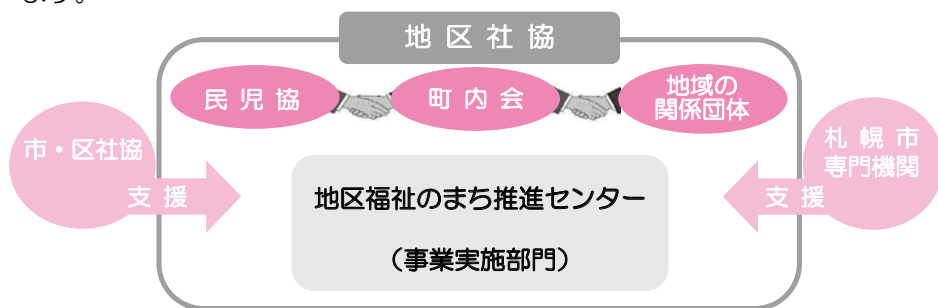 ます。
地区社協
民児協
町内会
地域の
関係団体
市・区社協
支援
札幌市
専門機関
支援
地区福祉のまち推進センター
（事業実施部門）